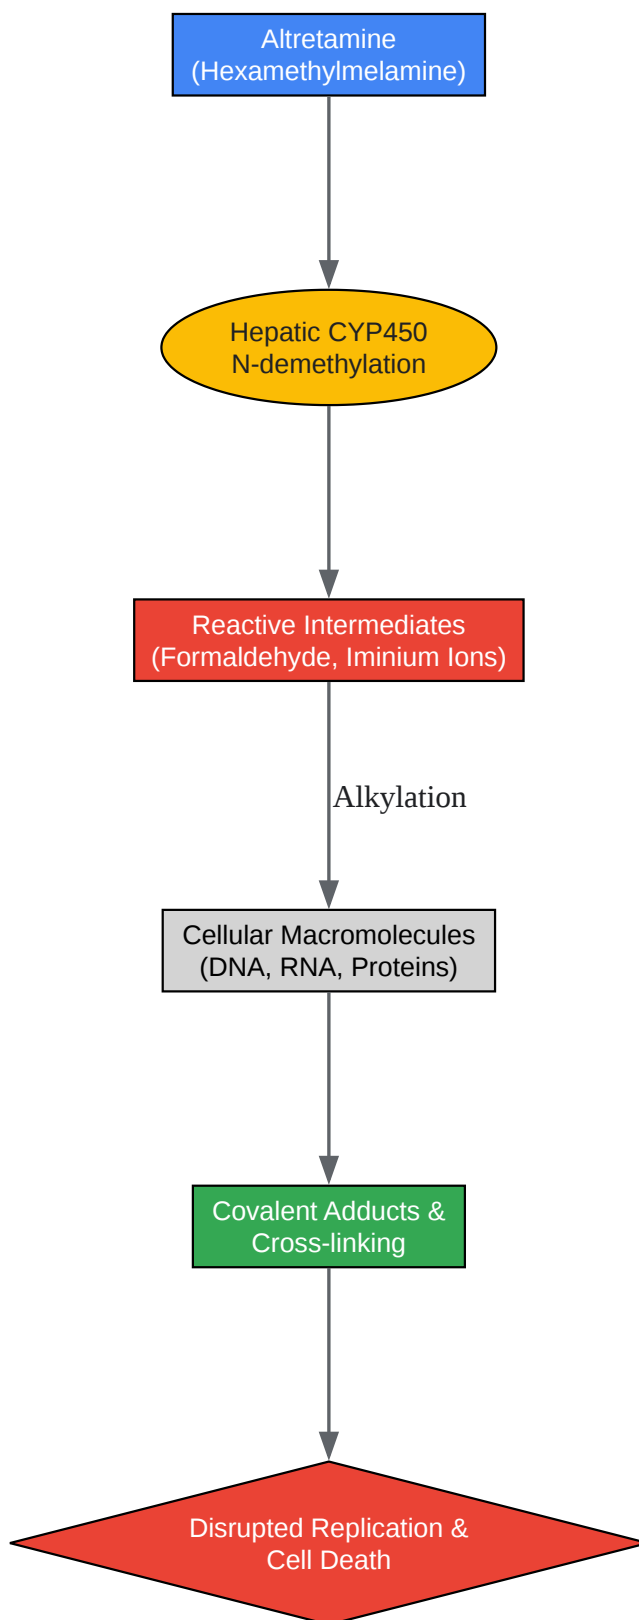 Altretamine
(Hexamethylmelamine)
Hepatic CYP450
N-demethylation
Reactive Intermediates
(Formaldehyde, Iminium Ions)
Alkylation
Cellular Macromolecules
(DNA, RNA, Proteins)
Covalent Adducts &
Cross-linking
Disrupted Replication &
Cell Death